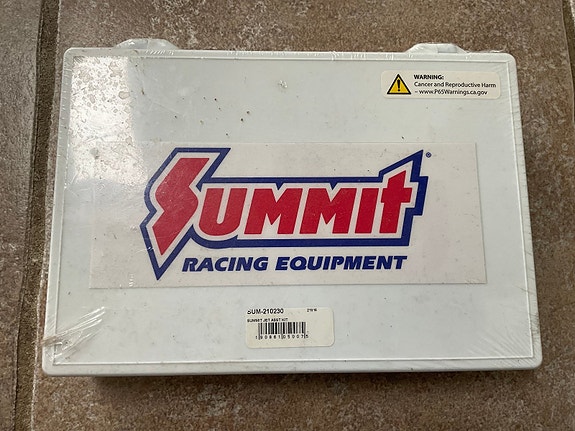 WARNING:
Cancer and Reproductive Harm
– www.P65Warnings.ca.gov
SUMMIT®
RACING EQUIPMENT
SUM-210230
SUMMIT JET ASST KIT